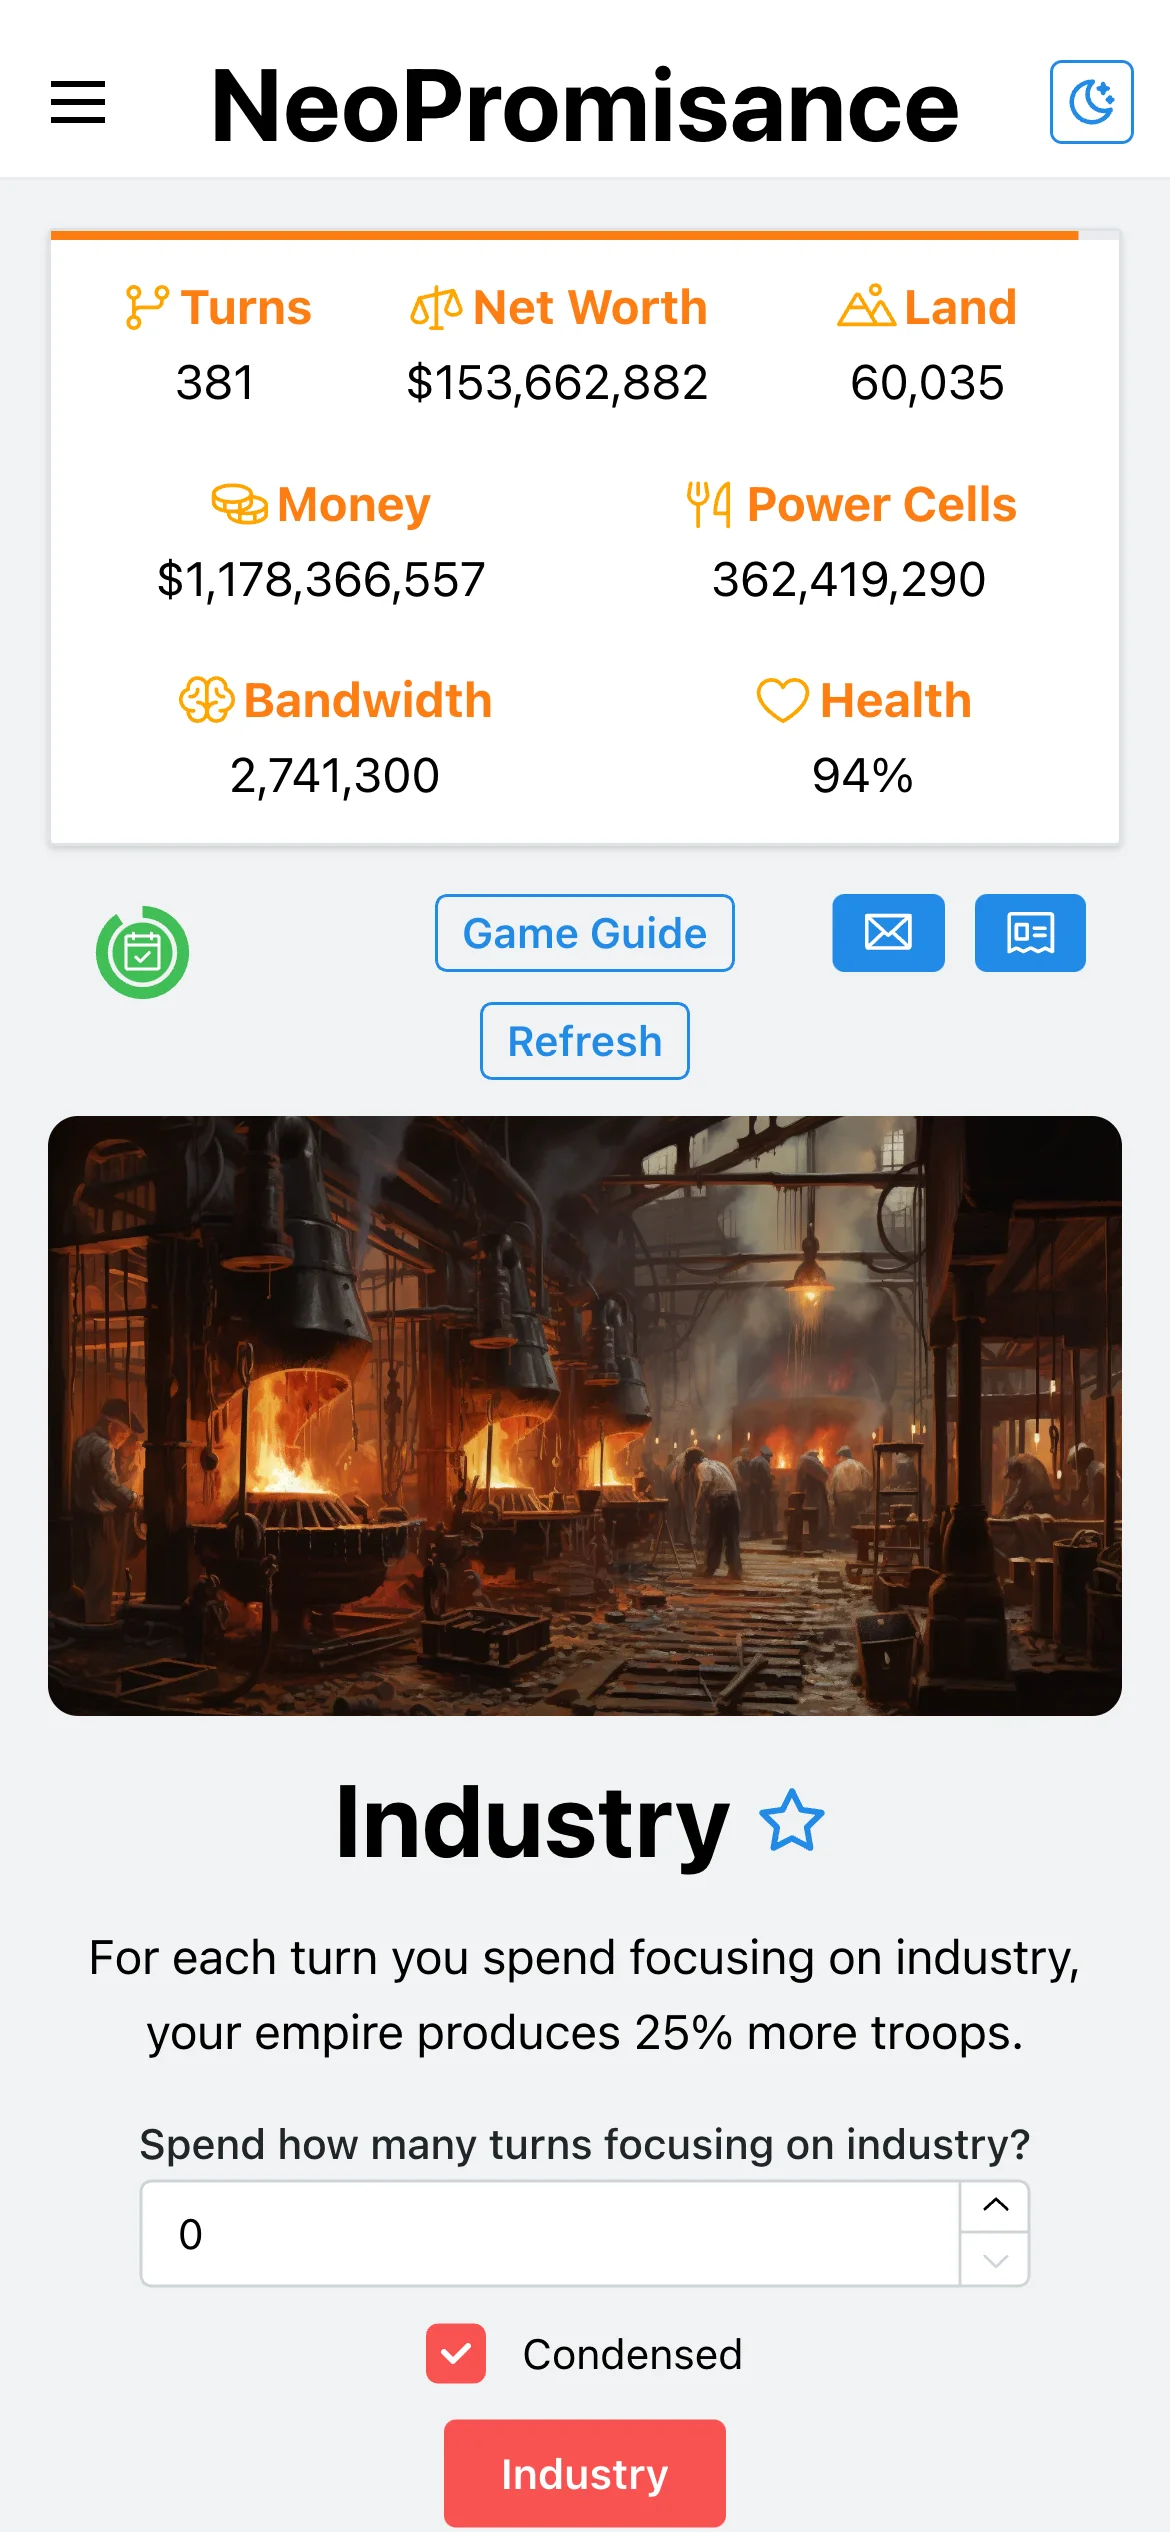 NeoPromisance
Turns
381
Net Worth
$153,662,882
Land
60,035
Money
$1,178,366,557
Power Cells
362,419,290
Bandwidth
2,741,300
Health
94%
Game Guide
Refresh
Industry
For each turn you spend focusing on industry,
your empire produces 25% more troops.
Spend how many turns focusing on industry?
0
Condensed
Industry